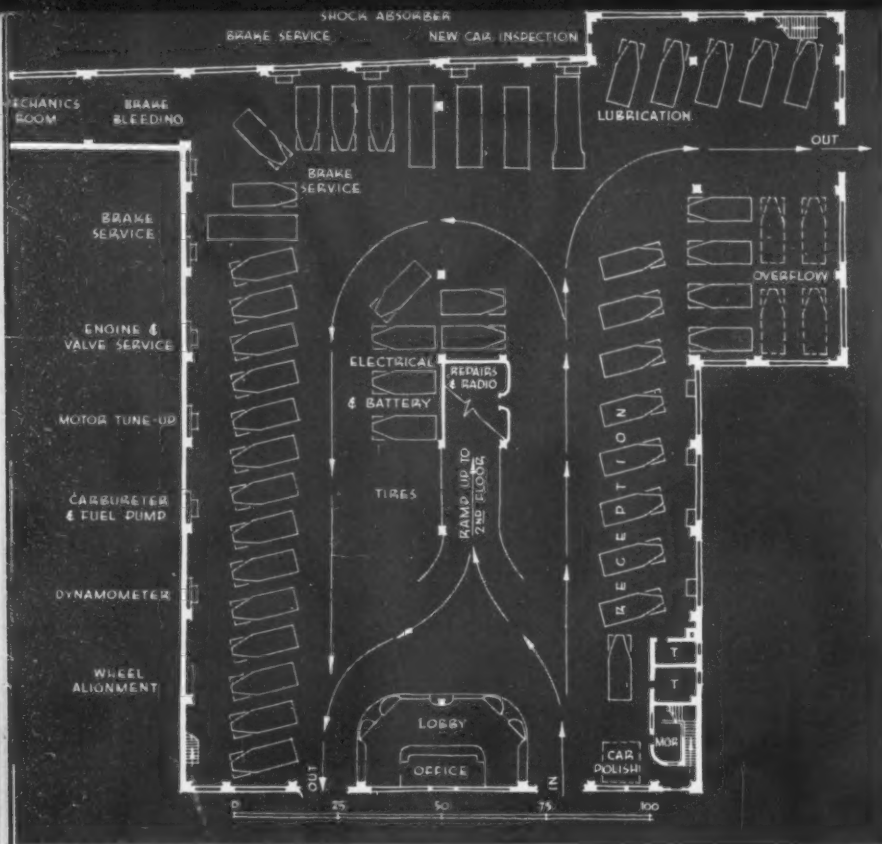 SHOCK ABSORBER
BRAKE SERVICE
NEW CAR INSPECTION
MECHANICS
ROOM
BRAKE
BLEEDING
LUBRICATION
OUT
BRAKE
SERVICE
BRAKE
SERVICE
OVERFLOW
ENGINE &
VALVE SERVICE
ELECTRICAL
& BATTERY
REPAIRS
& RADIO
MOTOR TUNE-UP
RECEPTION
TIRES
RAMP UP TO
2ND FLOOR
CARBURETER
& FUEL PUMP
DYNAMOMETER
WHEEL
ALIGNMENT
T
T
LOBBY
MGR
OFFICE
CAR
POLISH
OUT
IN
0 25 50 75 100